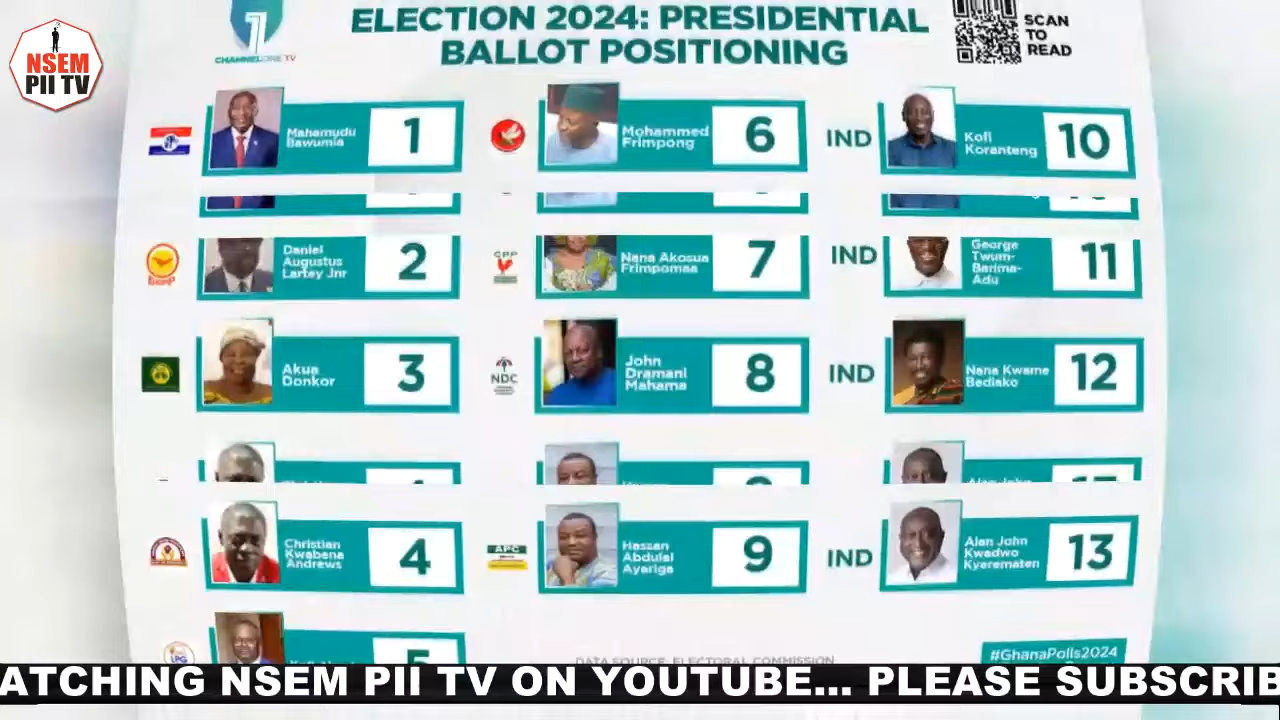 NSEM
PII TV
1
CHANNELONE TV
ELECTION 2024: PRESIDENTIAL
BALLOT POSITIONING
SCAN
TO
READ
Mahamudu
Bawumia
1
Mohammed
Frimpong
6
IND
Kofi
Koranteng
10
Daniel
Augustus
Lartey Jnr
2
CPP
Nana Akosua
Frimpomaa
7
IND
George
Twum-
Barima-
Adu
11
Akua
Donkor
3
NDC
John
Dramani
Mahama
8
IND
Nana Kwame
Bediako
12
Christian
Kwabena
Andrews
4
APC
Hassan
Abdulai
Ayariga
9
IND
Alan John
Kwadwo
Kyerematen
13
LPG
5
DATA SOURCE: ELECTORAL COMMISSION
#GhanaPolls2024
ATCHING NSEM PII TV ON YOUTUBE... PLEASE SUBSCRIB